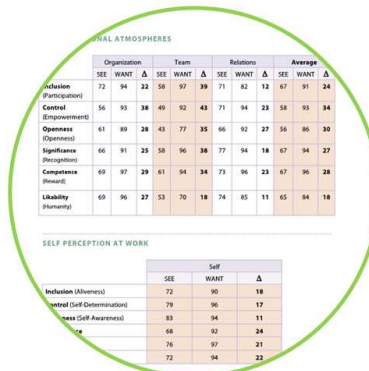 NAL ATMOSPHERES
Organization Team Relations Average
SEE WANT Δ SEE WANT Δ SEE WANT Δ SEE WANT Δ
Inclusion 72 94 22 58 97 39 71 82 12 67 91 24
(Participation)
Control 56 93 38 49 92 43 71 94 23 58 93 34
(Empowerment)
Openness 61 89 28 43 77 35 66 92 27 56 86 30
(Openness)
Significance 66 91 25 58 96 38 77 94 18 67 94 27
(Recognition)
Competence 69 97 29 61 94 34 73 96 23 67 96 28
(Reward)
Likability 69 96 27 53 70 18 74 85 11 65 84 18
(Humanity)
SELF PERCEPTION AT WORK
Self
SEE WANT Δ
Inclusion (Aliveness) 72 90 18
ontrol (Self-Determination) 79 96 17
ness (Self-Awareness) 83 94 11
ce 68 92 24
76 97 21
72 94 22